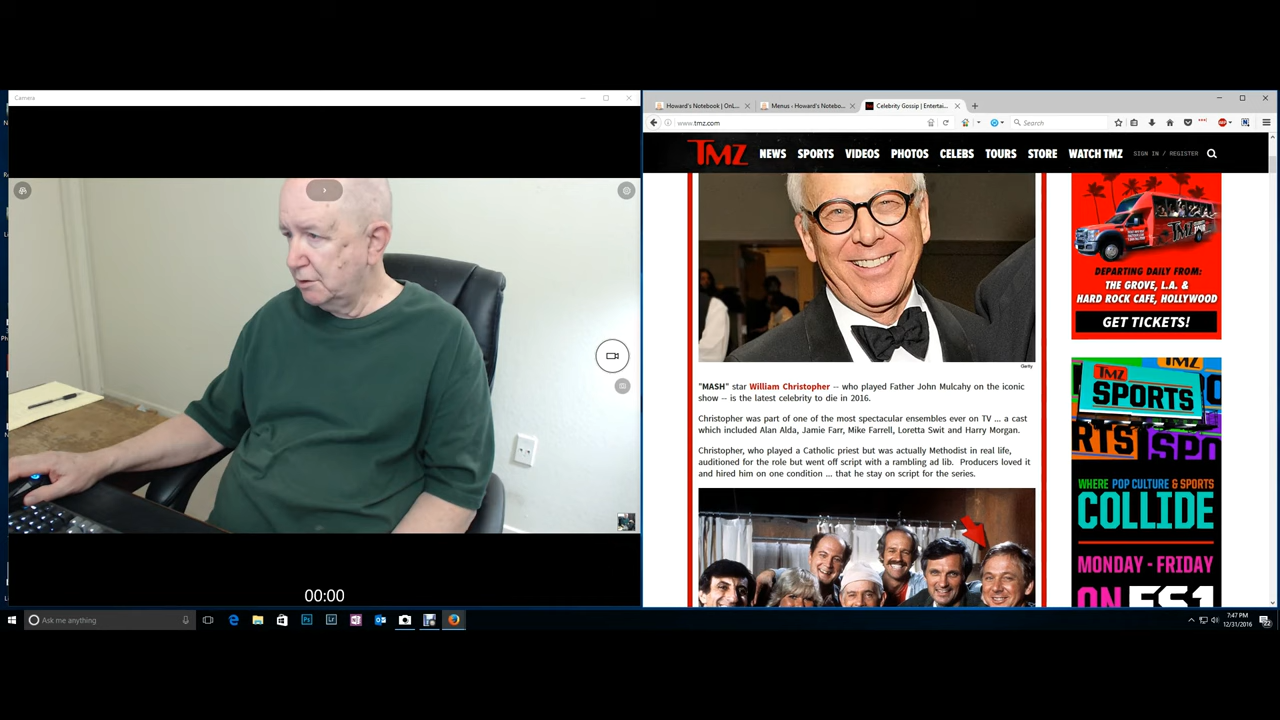 Camera
Howard's Notebook | OnL...
Menus - Howard's Notebo...
Celebrity Gossip | Entertai...
www.tmz.com
Search
TMZ
NEWS
SPORTS
VIDEOS
PHOTOS
CELEBS
TOURS
STORE
WATCH TMZ
SIGN IN / REGISTER
TMZ
DEPARTING DAILY FROM:
THE GROVE, L.A. &
HARD ROCK CAFE, HOLLYWOOD
GET TICKETS!
Getty
"MASH" star William Christopher -- who played Father John Mulcahy on the iconic
show -- is the latest celebrity to die in 2016.
Christopher was part of one of the most spectacular ensembles ever on TV ... a cast
which included Alan Alda, Jamie Farr, Mike Farrell, Loretta Swit and Harry Morgan.
Christopher, who played a Catholic priest but was actually Methodist in real life,
auditioned for the role but went off script with a rambling ad lib. Producers loved it
and hired him on one condition ... that he stay on script for the series.
TMZ
SPORTS
WHERE POP CULTURE & SPORTS
COLLIDE
MONDAY - FRIDAY
ON FS1
00:00
Ask me anything
7:47 PM
12/31/2016